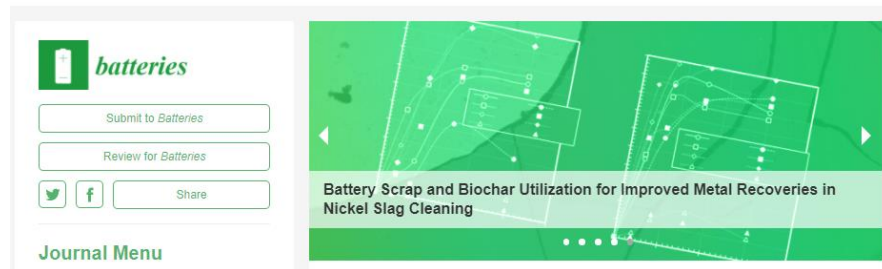 batteries
Submit to Batteries
Review for Batteries
Share
Journal Menu
Battery Scrap and Biochar Utilization for Improved Metal Recoveries in
Nickel Slag Cleaning